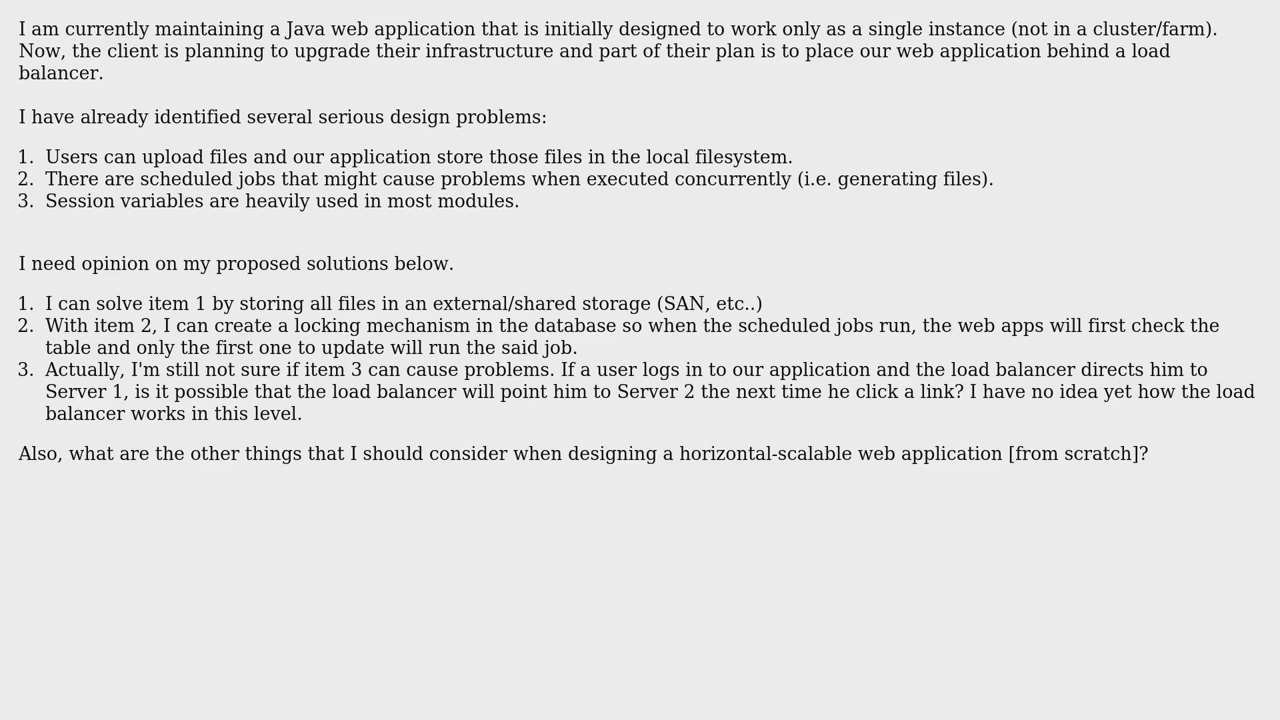 I am currently maintaining a Java web application that is initially designed to work only as a single instance (not in a cluster/farm).
Now, the client is planning to upgrade their infrastructure and part of their plan is to place our web application behind a load
balancer.
I have already identified several serious design problems:
1. Users can upload files and our application store those files in the local filesystem.
2. There are scheduled jobs that might cause problems when executed concurrently (i.e. generating files).
3. Session variables are heavily used in most modules.
I need opinion on my proposed solutions below.
1. I can solve item 1 by storing all files in an external/shared storage (SAN, etc..)
2. With item 2, I can create a locking mechanism in the database so when the scheduled jobs run, the web apps will first check the
table and only the first one to update will run the said job.
3. Actually, I'm still not sure if item 3 can cause problems. If a user logs in to our application and the load balancer directs him to
Server 1, is it possible that the load balancer will point him to Server 2 the next time he click a link? I have no idea yet how the load
balancer works in this level.
Also, what are the other things that I should consider when designing a horizontal-scalable web application [from scratch]?